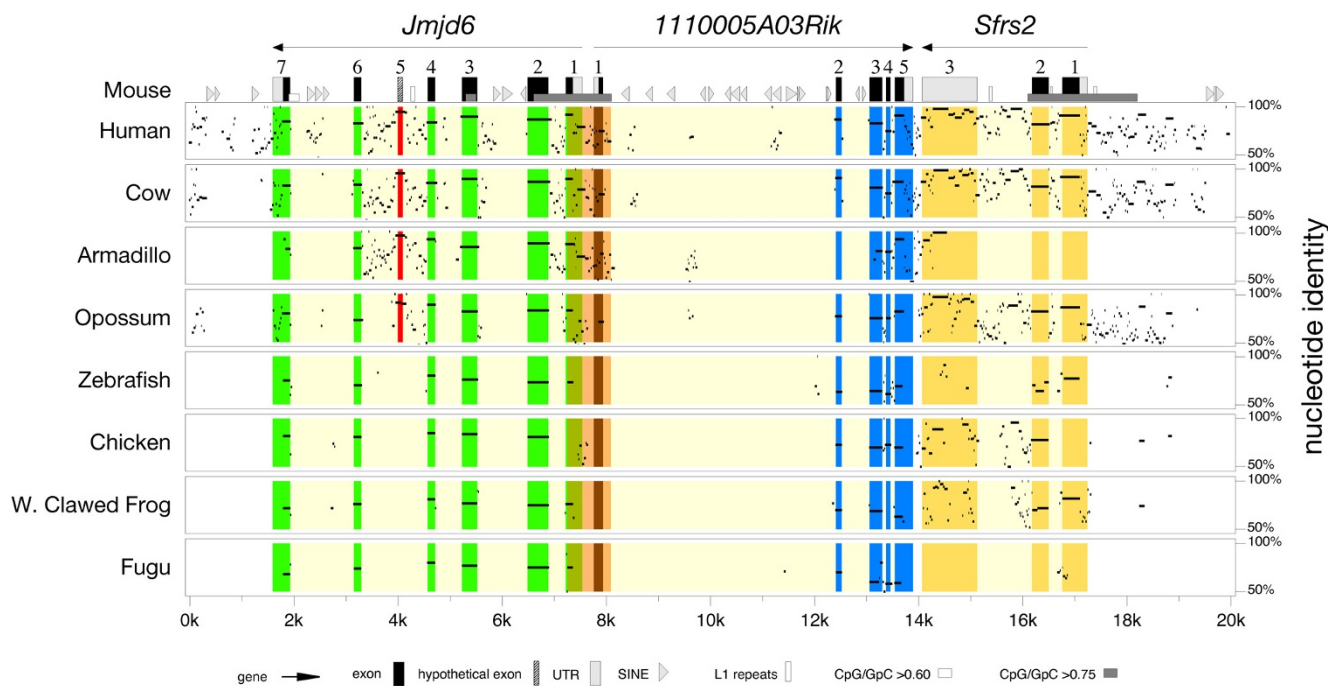 Jmjd6 1110005A03Rik Sfrs2
7 6 5 4 3 2 1 1 2 3 4 5 3 2 1
Mouse
Human 100% 50%
Cow 100% 50%
Armadillo 100% 50%
Opossum 100% 50%
Zebrafish 100% 50%
Chicken 100% 50%
W. Clawed Frog 100% 50%
Fugu 100% 50%
nucleotide identity
0k 2k 4k 6k 8k 10k 12k 14k 16k 18k 20k
gene exon hypothetical exon UTR SINE L1 repeats CpG/GpC >0.60 CpG/GpC >0.75